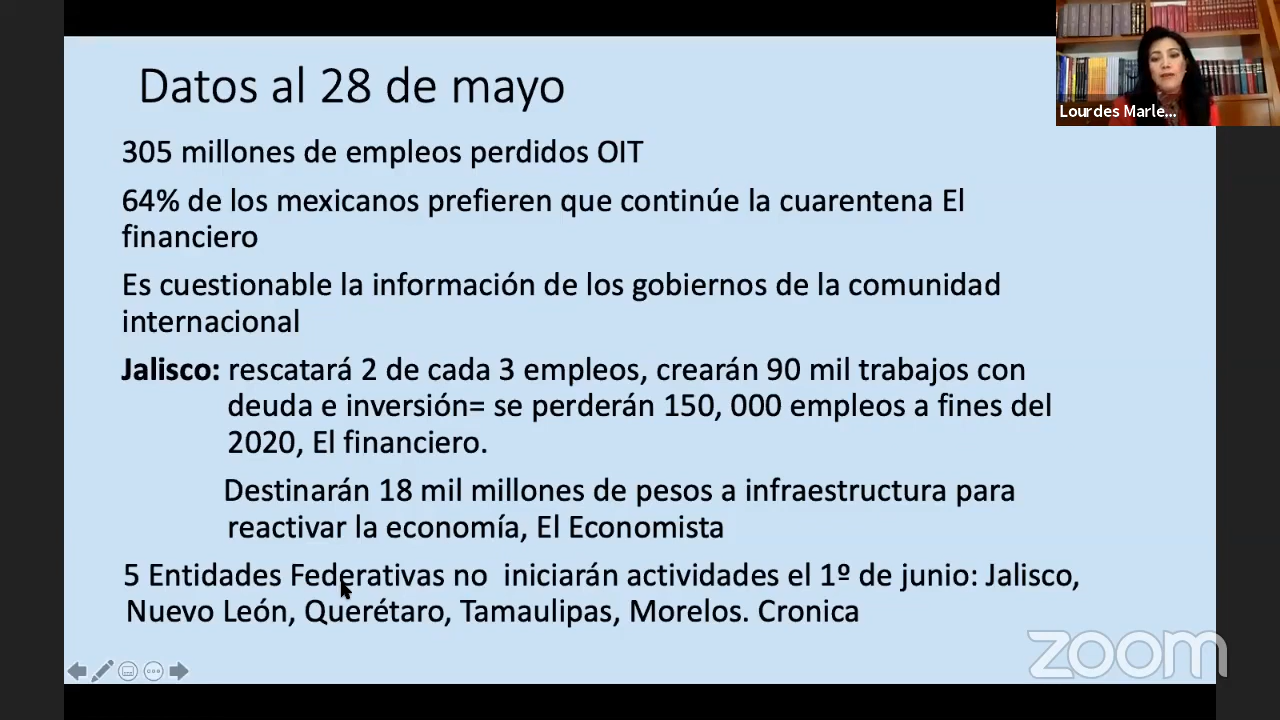 Datos al 28 de mayo
305 millones de empleos perdidos OIT
64% de los mexicanos prefieren que continúe la cuarentena El
financiero
Es cuestionable la información de los gobiernos de la comunidad
internacional
Jalisco: rescatará 2 de cada 3 empleos, crearán 90 mil trabajos con
deuda e inversión= se perderán 150, 000 empleos a fines del
2020, El financiero.
Destinarán 18 mil millones de pesos a infraestructura para
reactivar la economía, El Economista
5 Entidades Federativas no  iniciarán actividades el 1º de junio: Jalisco,
Nuevo León, Querétaro, Tamaulipas, Morelos. Cronica
Lourdes Marle...
zoom